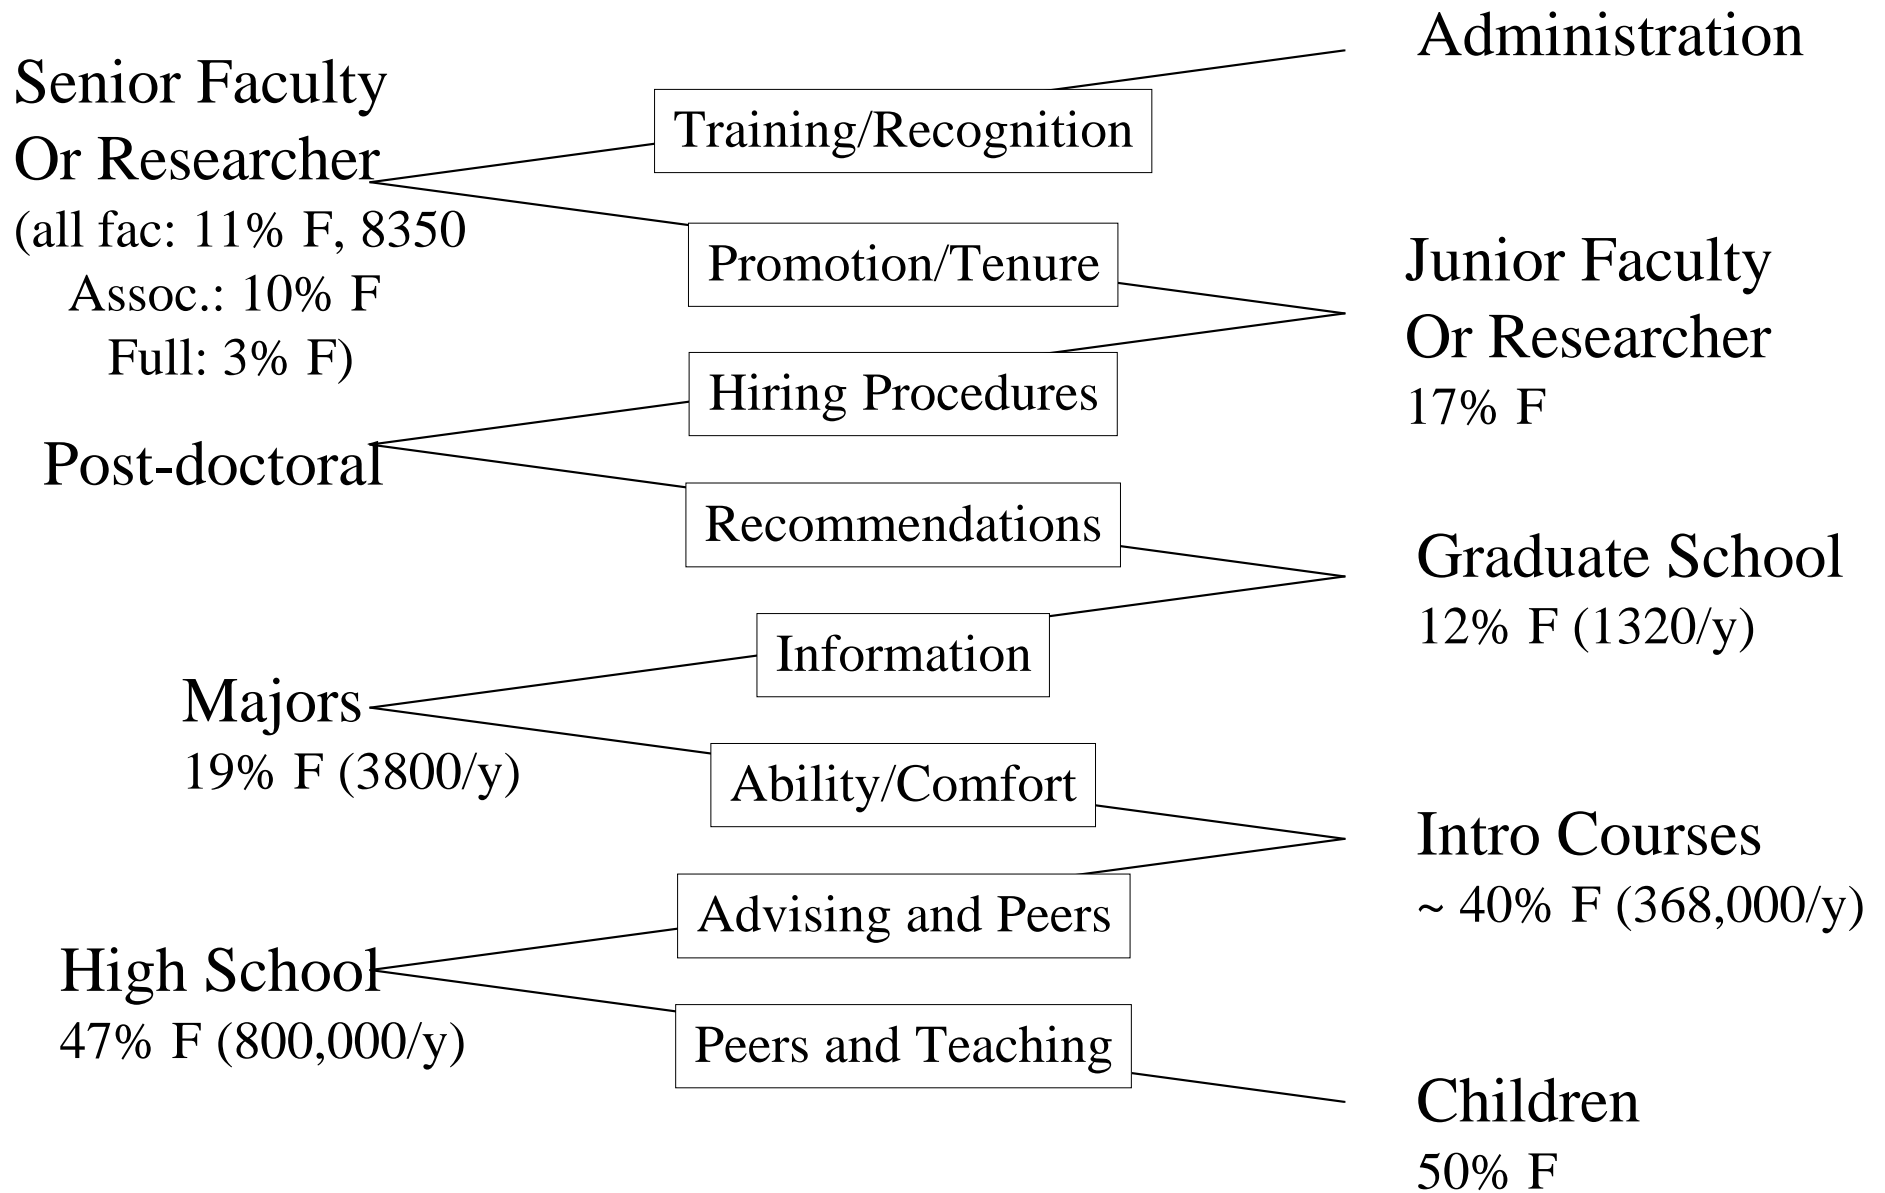 Administration
Senior Faculty
Or Researcher
(all fac: 11% F, 8350
Assoc.: 10% F
Full: 3% F)
Training/Recognition
Promotion/Tenure
Junior Faculty
Or Researcher
17% F
Hiring Procedures
Post-doctoral
Recommendations
Graduate School
12% F (1320/y)
Information
Majors
19% F (3800/y)
Ability/Comfort
Intro Courses
~ 40% F (368,000/y)
Advising and Peers
High School
47% F (800,000/y)
Peers and Teaching
Children
50% F